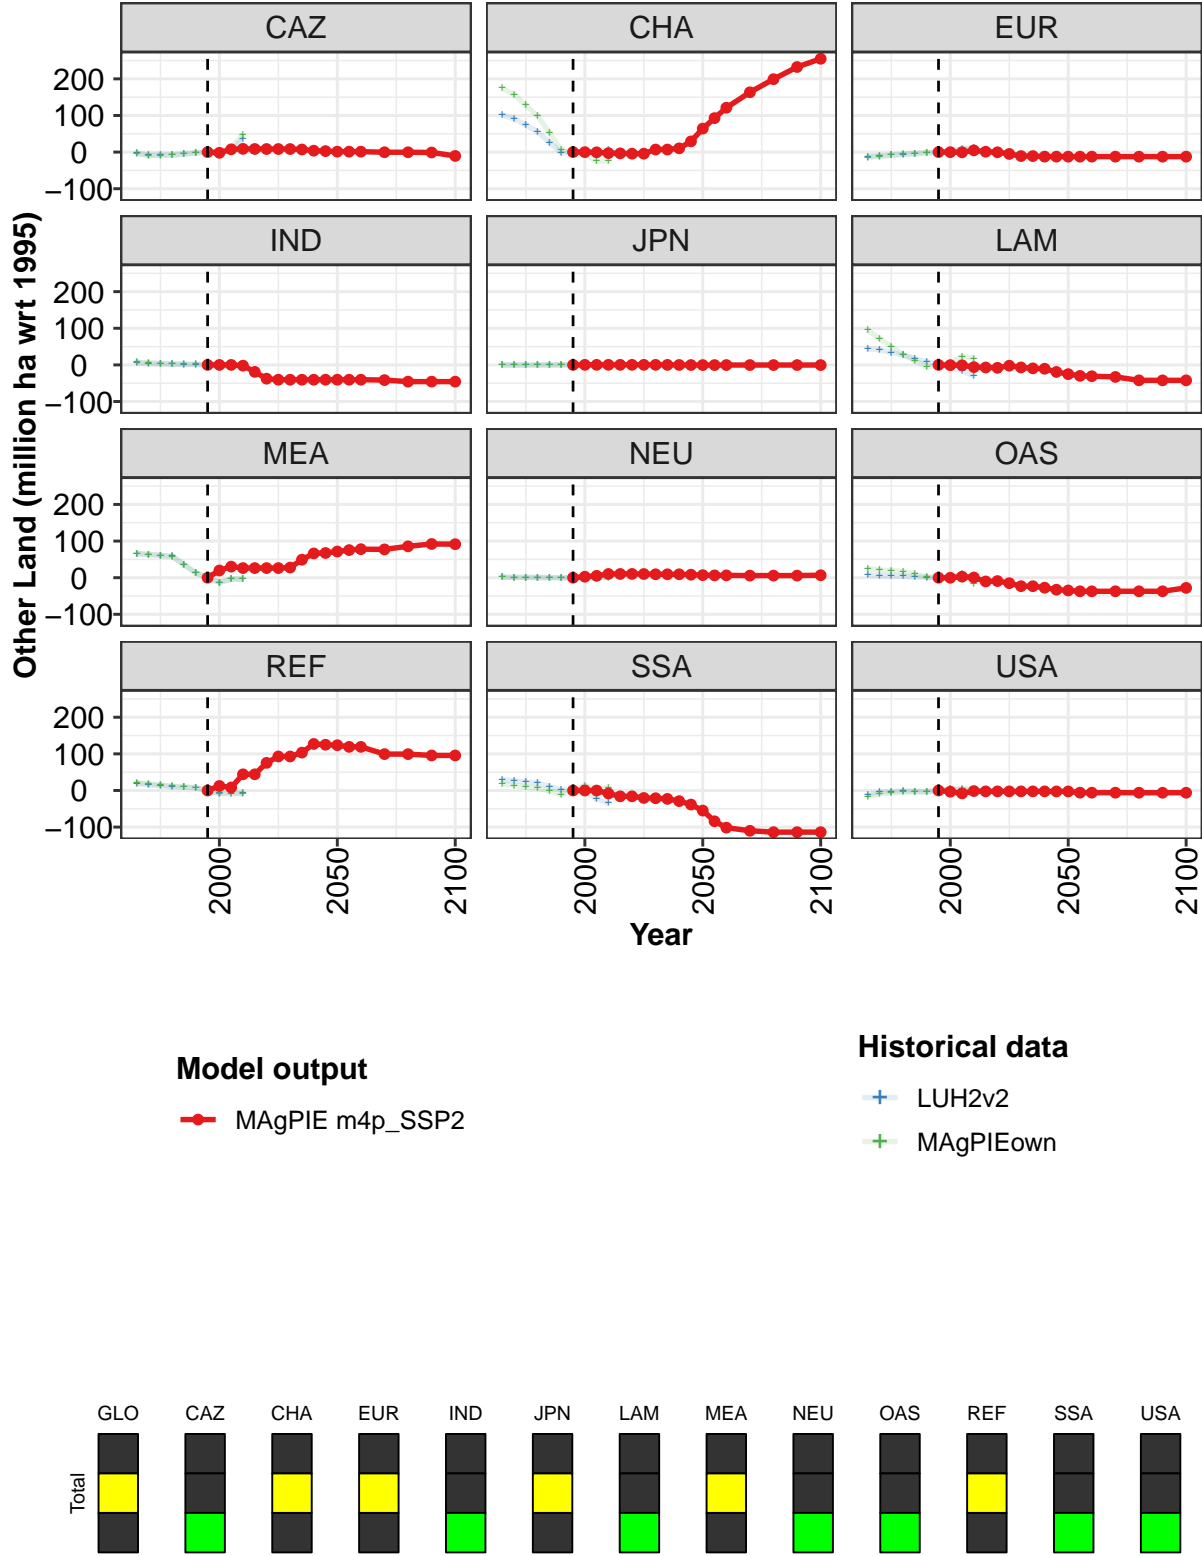 CAZ CHA EUR
200
100
0
−100
IND JPN LAM
200
100
0
−100
MEA NEU OAS
200
100
0
−100
REF SSA USA
200
100
0
−100
2000 2050 2100 2000 2050 2100 2000 2050 2100
Year
Other Land (million ha wrt 1995)
Model output
MAgPIE m4p_SSP2
Historical data
LUH2v2
MAgPIEown
GLO CAZ CHA EUR IND JPN LAM MEA NEU OAS REF SSA USA
Total